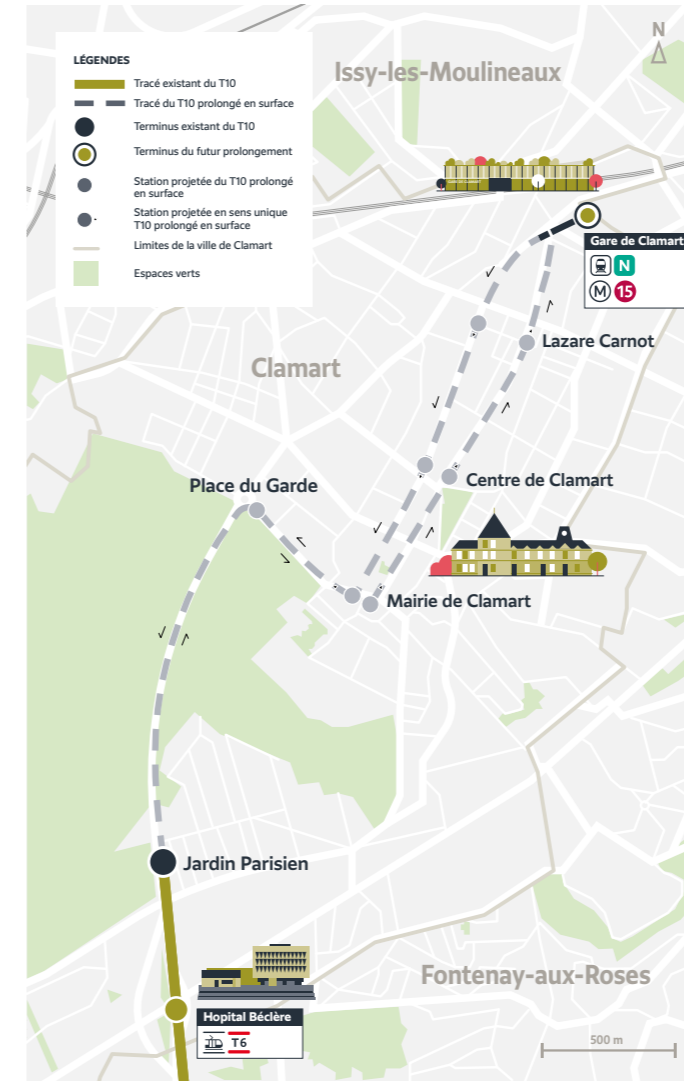 N
Issy-les-Moulineaux
LÉGENDES
Tracé existant du T10
Tracé du T10 prolongé en surface
Terminus existant du T10
Terminus du futur prolongement
Station projetée du T10 prolongé
en surface
Station projetée en sens unique
T10 prolongé en surface
Limites de la ville de Clamart
Espaces verts
Gare de Clamart
N
M 15
Lazare Carnot
Clamart
Centre de Clamart
Place du Garde
Mairie de Clamart
Jardin Parisien
Fontenay-aux-Roses
Hopital Béclère
T6
500 m